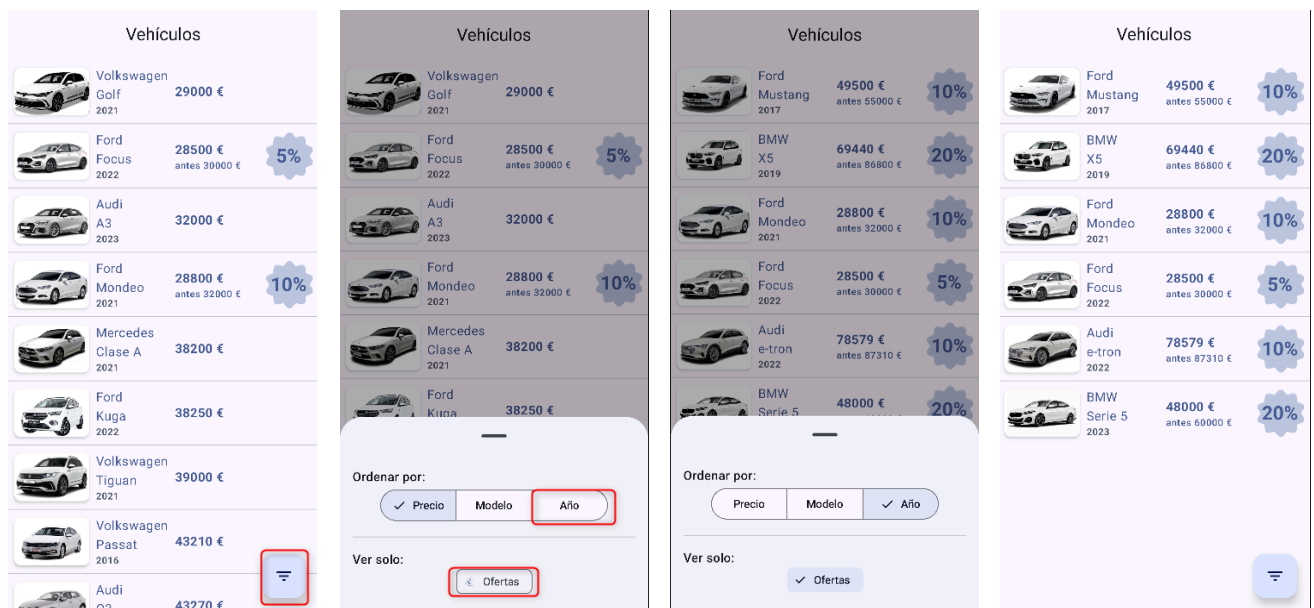 Vehículos
Volkswagen
Golf
2021
29000 €
Ford
Focus
2022
28500 €
antes 30000 €
5%
Audi
A3
2023
32000 €
Ford
Mondeo
2021
28800 €
antes 32000 €
10%
Mercedes
Clase A
2021
38200 €
Ford
Kuga
2022
38250 €
Volkswagen
Tiguan
2021
39000 €
Volkswagen
Passat
2016
43210 €
Audi
43270 €
Vehículos
Volkswagen
Golf
2021
29000 €
Ford
Focus
2022
28500 €
antes 30000 €
5%
Audi
A3
2023
32000 €
Ford
Mondeo
2021
28800 €
antes 32000 €
10%
Mercedes
Clase A
2021
38200 €
Ford
Kuga
38250 €
Ordenar por:
Precio
Modelo
Año
Ver solo:
Ofertas
Vehículos
Ford
Mustang
2017
49500 €
antes 55000 €
10%
BMW
X5
2019
69440 €
antes 86800 €
20%
Ford
Mondeo
2021
28800 €
antes 32000 €
10%
Ford
Focus
2022
28500 €
antes 30000 €
5%
Audi
e-tron
2022
78579 €
antes 87310 €
10%
BMW
Serie 5
48000 €
20%
Ordenar por:
Precio
Modelo
Año
Ver solo:
Ofertas
Vehículos
Ford
Mustang
2017
49500 €
antes 55000 €
10%
BMW
X5
2019
69440 €
antes 86800 €
20%
Ford
Mondeo
2021
28800 €
antes 32000 €
10%
Ford
Focus
2022
28500 €
antes 30000 €
5%
Audi
e-tron
2022
78579 €
antes 87310 €
10%
BMW
Serie 5
2023
48000 €
antes 60000 €
20%